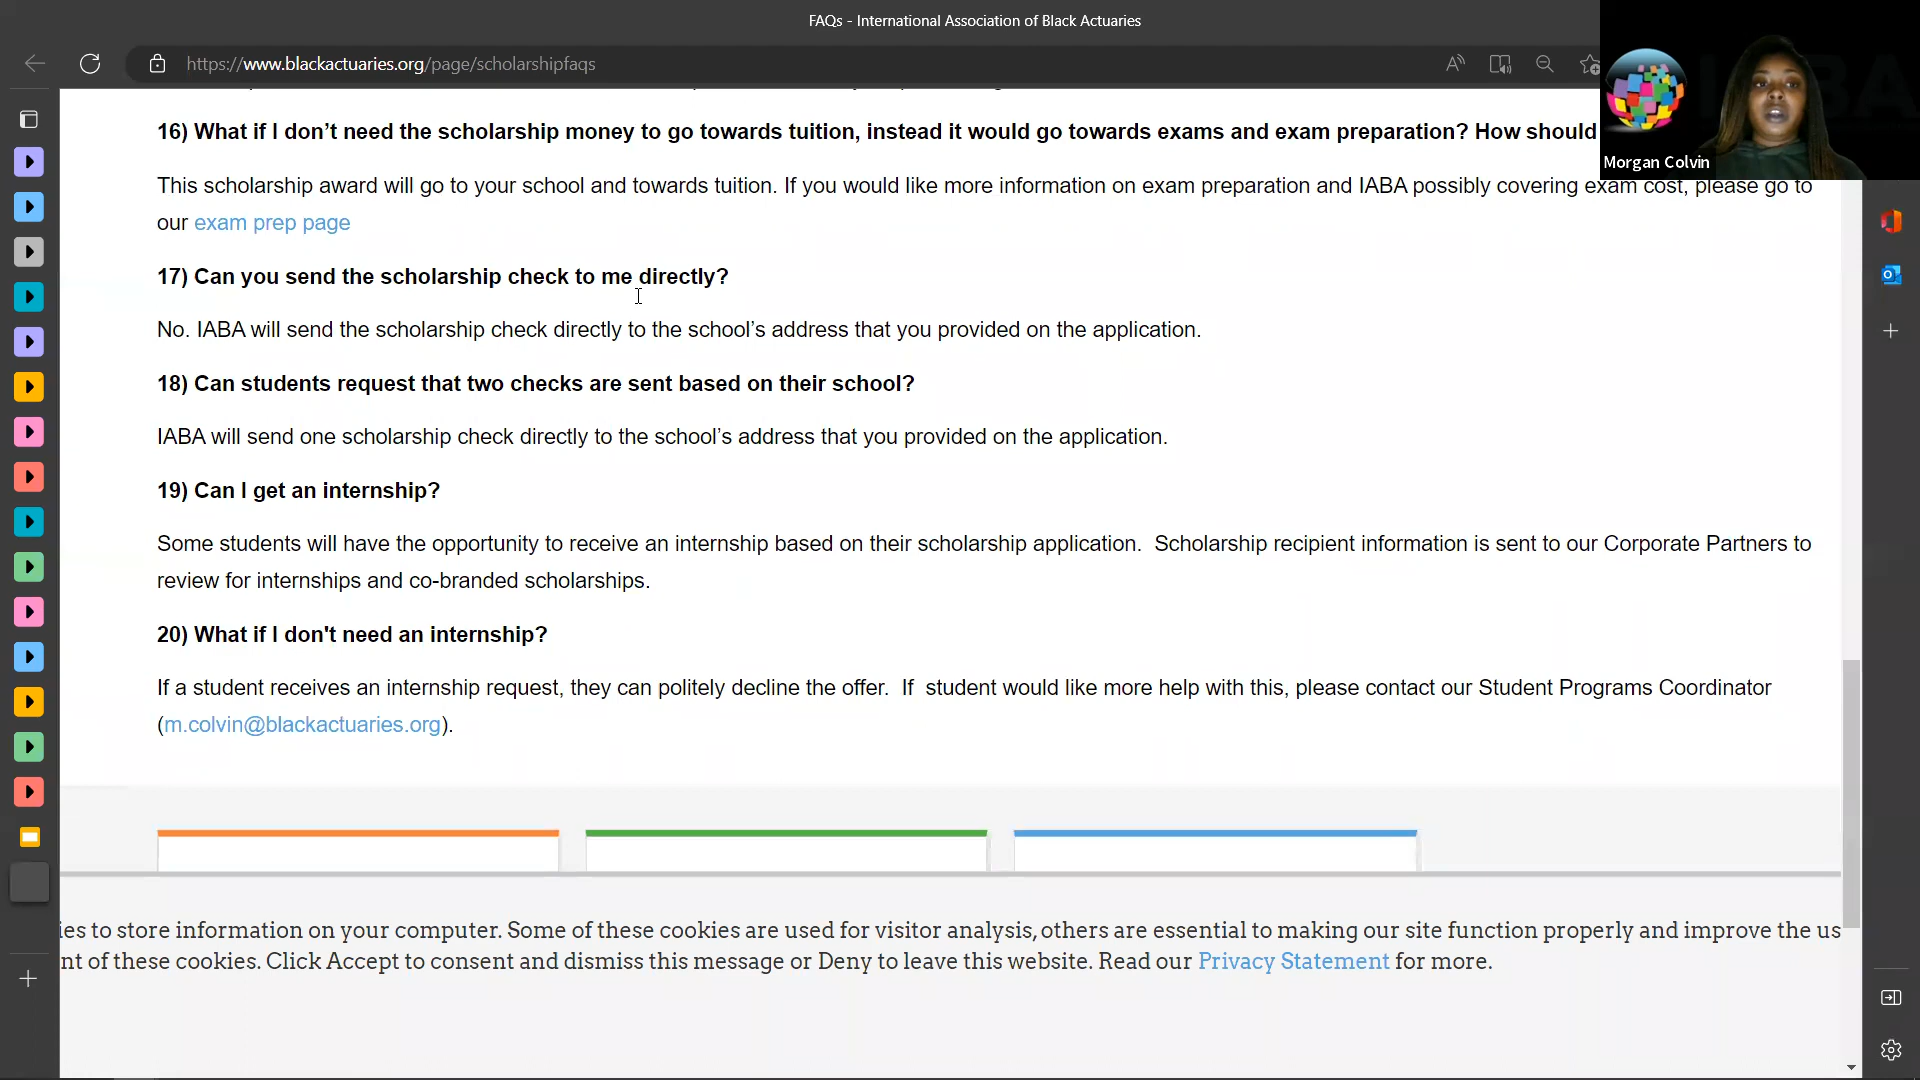 FAQs - International Association of Black Actuaries
https://www.blackactuaries.org/page/scholarshipfaqs
16) What if I don’t need the scholarship money to go towards tuition, instead it would go towards exams and exam preparation? How should
Morgan Colvin
This scholarship award will go to your school and towards tuition. If you would like more information on exam preparation and IABA possibly covering exam cost, please go to
our exam prep page
17) Can you send the scholarship check to me directly?
No. IABA will send the scholarship check directly to the school’s address that you provided on the application.
18) Can students request that two checks are sent based on their school?
IABA will send one scholarship check directly to the school’s address that you provided on the application.
19) Can I get an internship?
Some students will have the opportunity to receive an internship based on their scholarship application.  Scholarship recipient information is sent to our Corporate Partners to
review for internships and co-branded scholarships.
20) What if I don't need an internship?
If a student receives an internship request, they can politely decline the offer.  If  student would like more help with this, please contact our Student Programs Coordinator
(m.colvin@blackactuaries.org).
ies to store information on your computer. Some of these cookies are used for visitor analysis, others are essential to making our site function properly and improve the us
nt of these cookies. Click Accept to consent and dismiss this message or Deny to leave this website. Read our Privacy Statement for more.